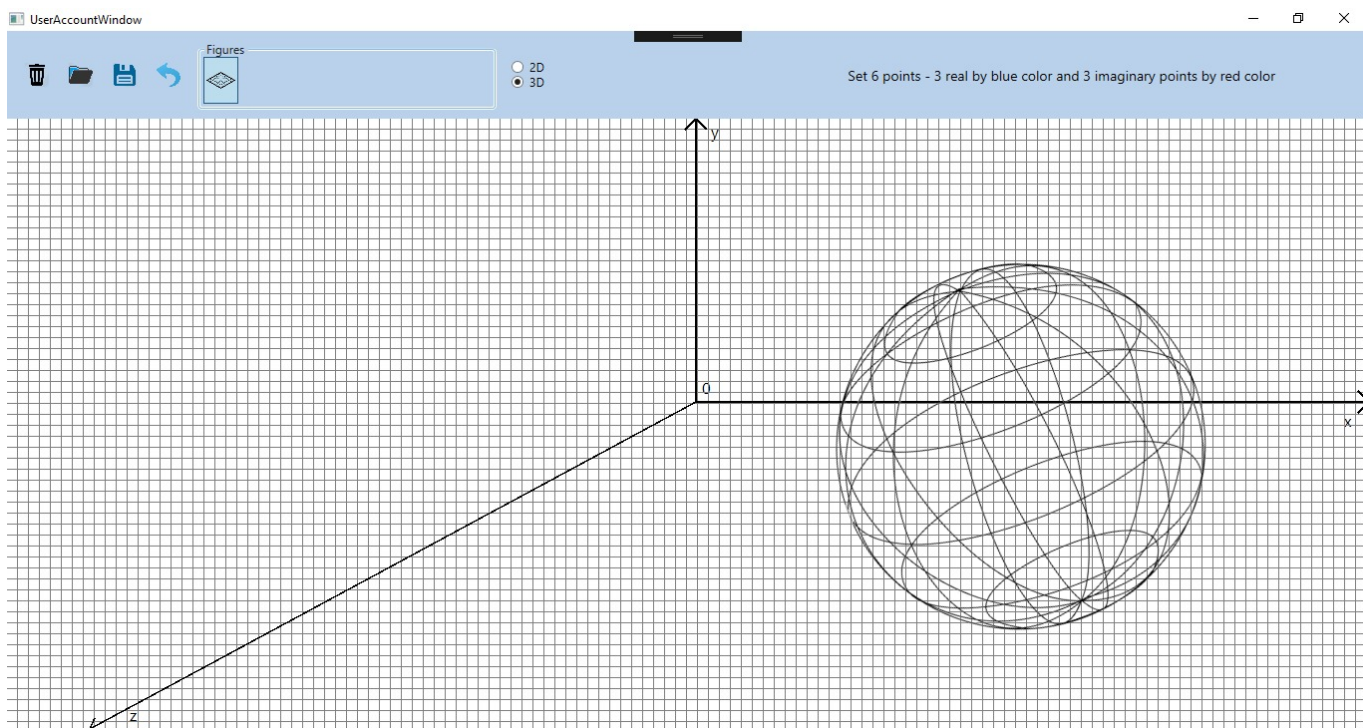 UserAccountWindow
Figures
2D
3D
Set 6 points - 3 real by blue color and 3 imaginary points by red color
y
0
x
z